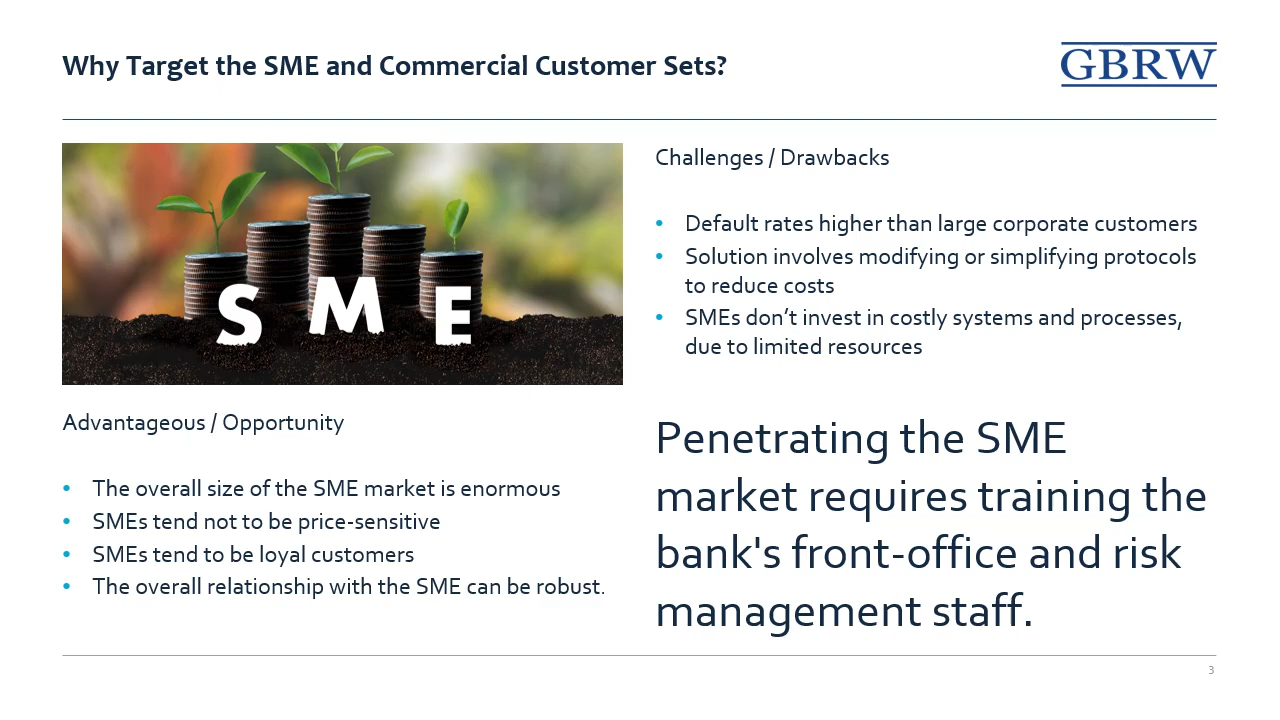 Why Target the SME and Commercial Customer Sets?
GBRW
SME
Advantageous / Opportunity
• The overall size of the SME market is enormous
• SMEs tend not to be price-sensitive
• SMEs tend to be loyal customers
• The overall relationship with the SME can be robust.
Challenges / Drawbacks
• Default rates higher than large corporate customers
• Solution involves modifying or simplifying protocols
to reduce costs
• SMEs don’t invest in costly systems and processes,
due to limited resources
Penetrating the SME
market requires training the
bank's front-office and risk
management staff.
3